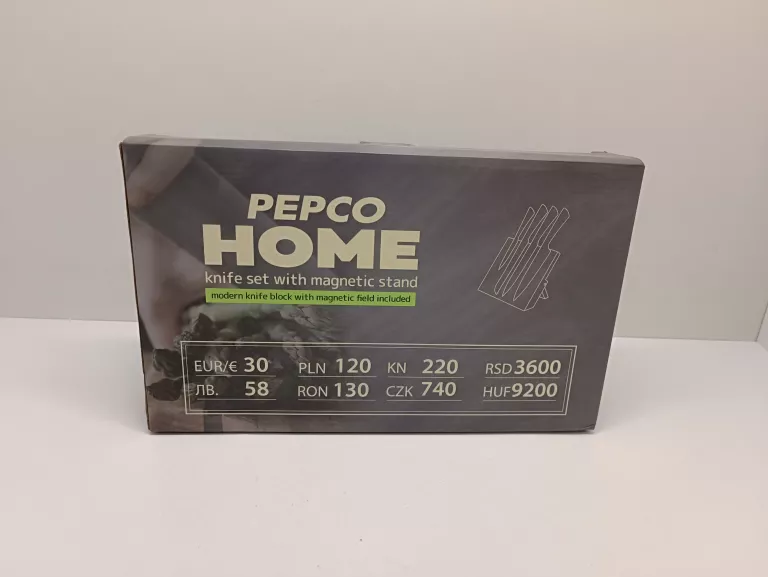 PEPCO
HOME
knife set with magnetic stand
modern knife block with magnetic field included
EUR/€ 30 PLN 120 KN 220 RSD 3600
ЛВ. 58 RON 130 CZK 740 HUF 9200